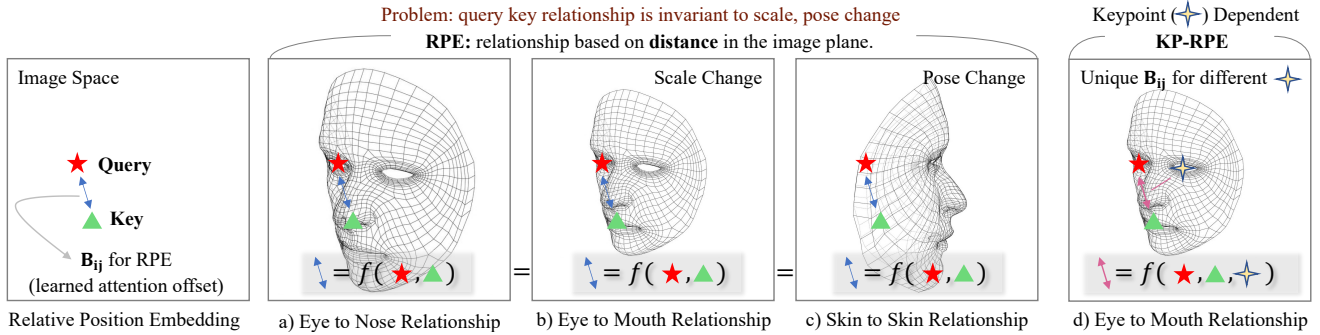 Problem: query key relationship is invariant to scale, pose change
Keypoint ( ) Dependent
RPE: relationship based on distance in the image plane.
KP-RPE
Image Space
Query
Key
B_ij for RPE
(learned attention offset)
Relative Position Embedding
= f( , )
a) Eye to Nose Relationship
=
Scale Change
= f( , )
b) Eye to Mouth Relationship
=
Pose Change
= f( , )
c) Skin to Skin Relationship
Unique B_ij for different
= f( , , )
d) Eye to Mouth Relationship